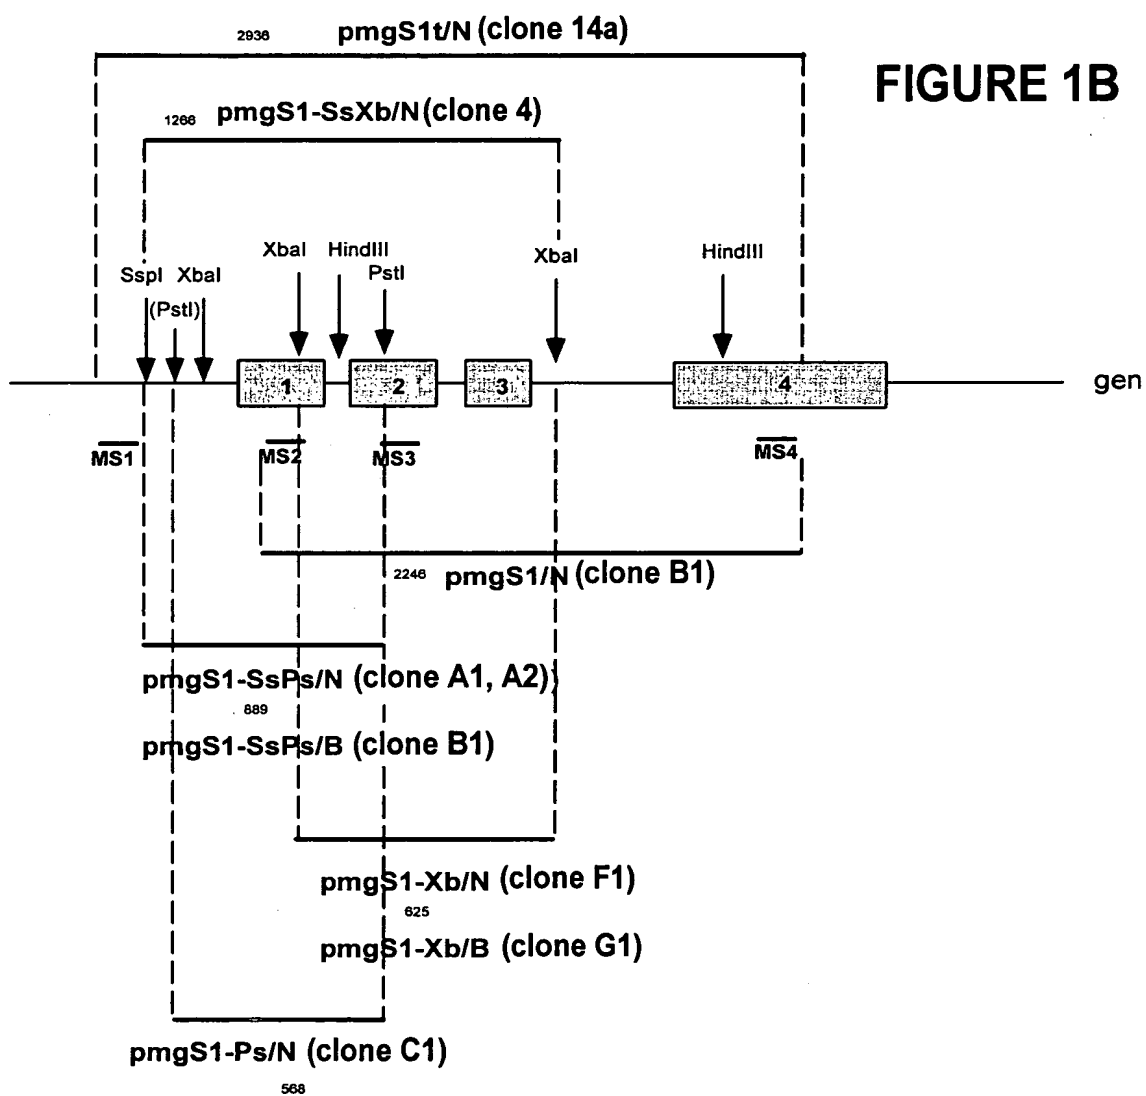 2936 pmgS1t/N (clone 14a)
FIGURE 1B
1266 pmgS1-SsXb/N (clone 4)
XbaI HindIII XbaI HindIII
SspI XbaI PstI
(PstI)
1 2 3 4 gen
MS1 MS2 MS3 MS4
2246 pmgS1/N (clone B1)
pmgS1-SsPs/N (clone A1, A2))
889
pmgS1-SsPs/B (clone B1)
pmgS1-Xb/N (clone F1)
625
pmgS1-Xb/B (clone G1)
pmgS1-Ps/N (clone C1)
568